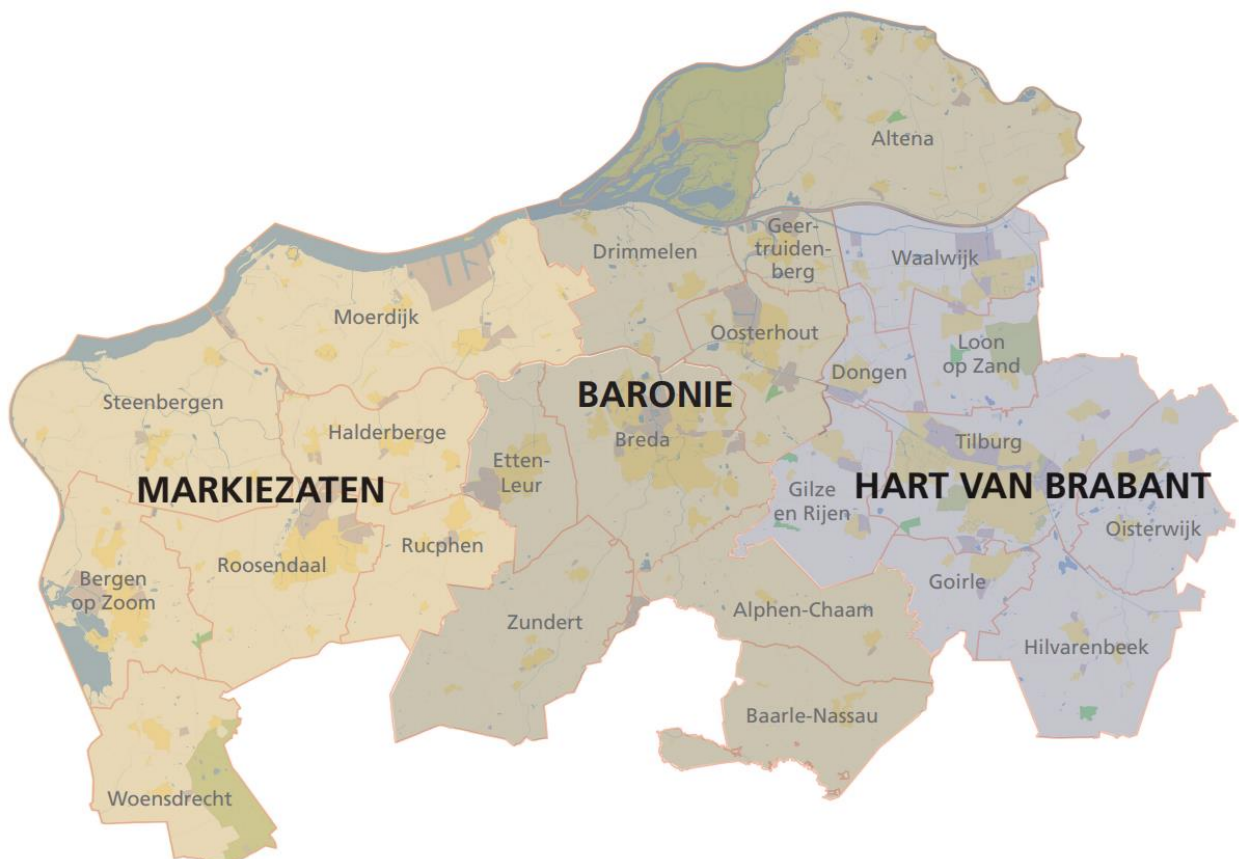 Altena
Geer-
truiden-
berg
Drimmelen
Waalwijk
Moerdijk
Oosterhout
Loon
op Zand
Dongen
Steenbergen
BARONIE
Halderberge
Breda
Tilburg
Etten-
Leur
MARKIEZATEN
HART VAN BRABANT
Gilze
en Rijen
Oisterwijk
Rucphen
Roosendaal
Bergen
op Zoom
Goirle
Zundert
Alphen-Chaam
Hilvarenbeek
Baarle-Nassau
Woensdrecht